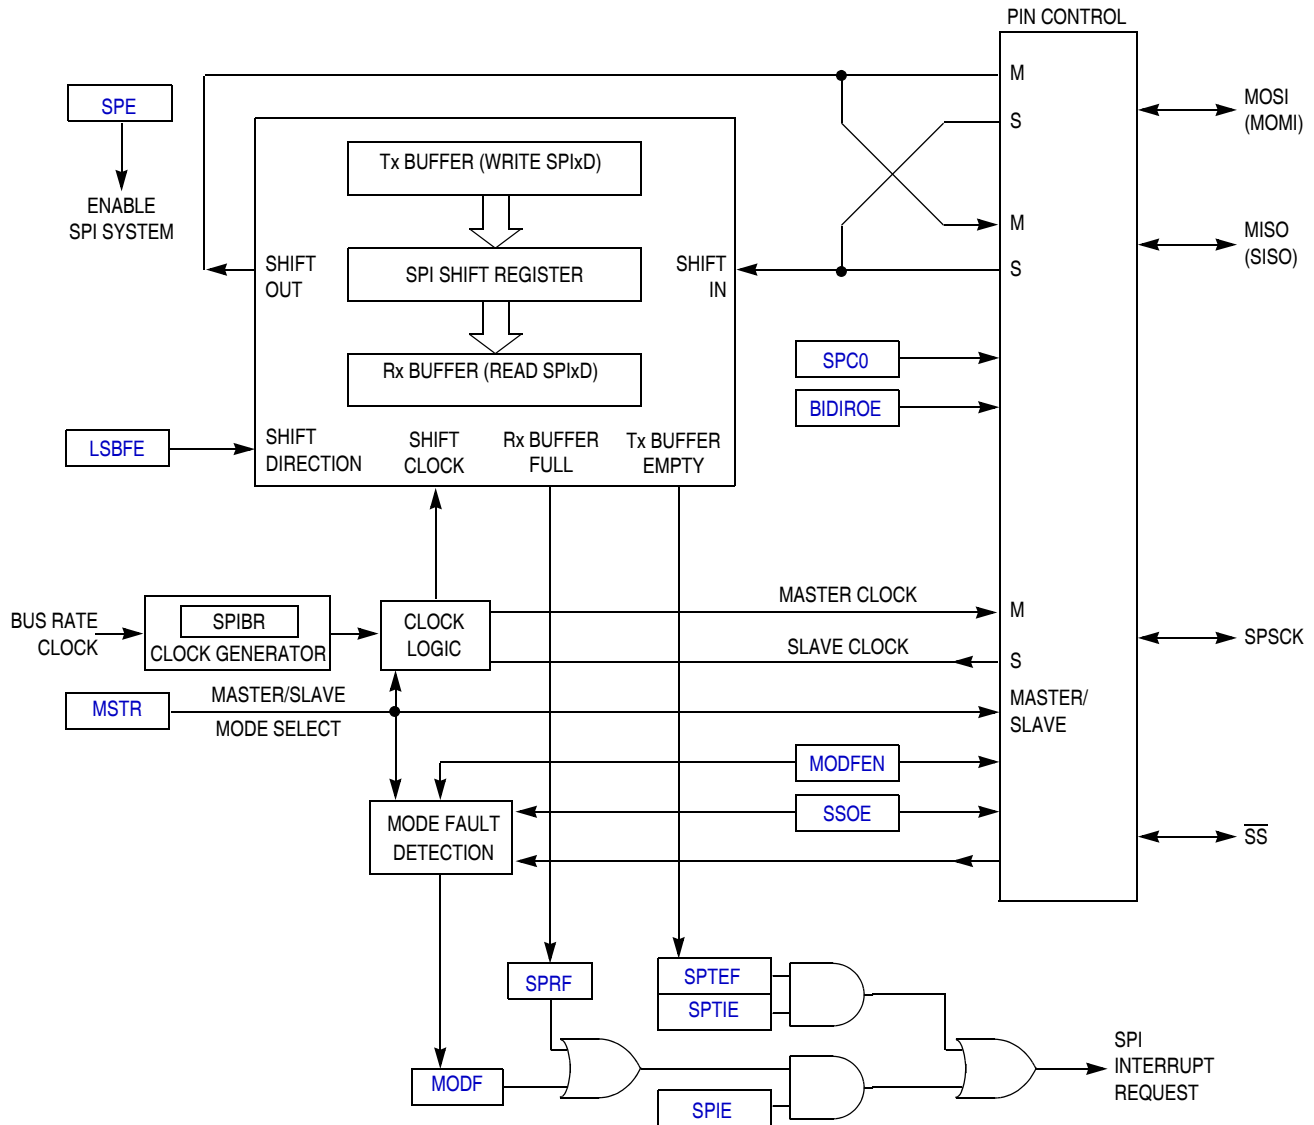 PIN CONTROL
M
SPE
MOSI
(MOMI)
S
Tx BUFFER (WRITE SPIxD)
ENABLE
SPI SYSTEM
M
MISO
(SISO)
SHIFT
OUT
SPI SHIFT REGISTER
SHIFT
IN
S
SPC0
Rx BUFFER (READ SPIxD)
BIDIROE
LSBFE
SHIFT
DIRECTION
SHIFT
CLOCK
Rx BUFFER
FULL
Tx BUFFER
EMPTY
MASTER CLOCK
M
BUS RATE
CLOCK
SPIBR
CLOCK GENERATOR
CLOCK
LOGIC
SPSCK
SLAVE CLOCK
S
MSTR
MASTER/SLAVE
MODE SELECT
MASTER/
SLAVE
MODFEN
SSOE
MODE FAULT
DETECTION
SS
SPRF
SPTEF
SPTIE
SPI
INTERRUPT
REQUEST
MODF
SPIE